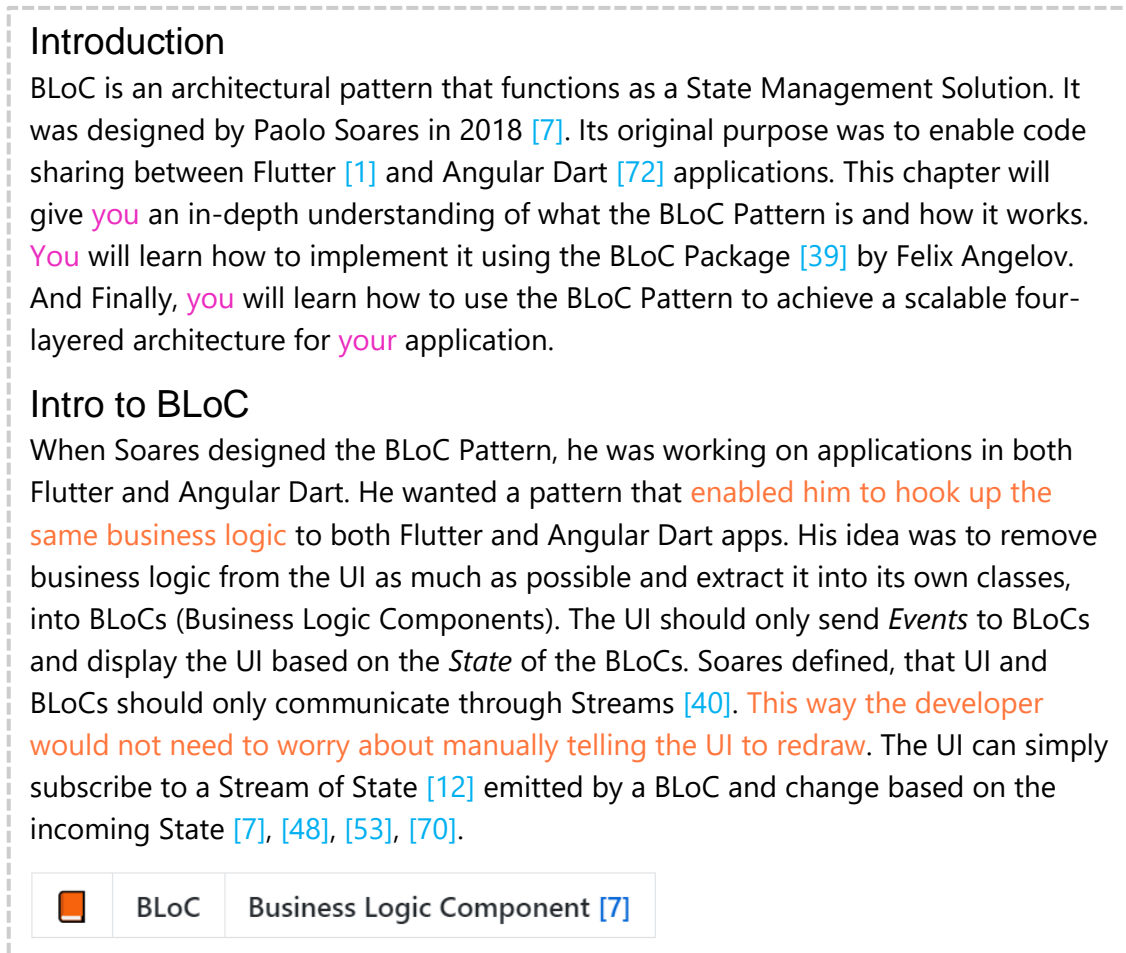 Introduction
BLoC is an architectural pattern that functions as a State Management Solution. It
was designed by Paolo Soares in 2018 [7]. Its original purpose was to enable code
sharing between Flutter [1] and Angular Dart [72] applications. This chapter will
give you an in-depth understanding of what the BLoC Pattern is and how it works.
You will learn how to implement it using the BLoC Package [39] by Felix Angelov.
And Finally, you will learn how to use the BLoC Pattern to achieve a scalable four-
layered architecture for your application.
Intro to BLoC
When Soares designed the BLoC Pattern, he was working on applications in both
Flutter and Angular Dart. He wanted a pattern that enabled him to hook up the
same business logic to both Flutter and Angular Dart apps. His idea was to remove
business logic from the UI as much as possible and extract it into its own classes,
into BLoCs (Business Logic Components). The UI should only send Events to BLoCs
and display the UI based on the State of the BLoCs. Soares defined, that UI and
BLoCs should only communicate through Streams [40]. This way the developer
would not need to worry about manually telling the UI to redraw. The UI can simply
subscribe to a Stream of State [12] emitted by a BLoC and change based on the
incoming State [7], [48], [53], [70].
BLoC Business Logic Component [7]